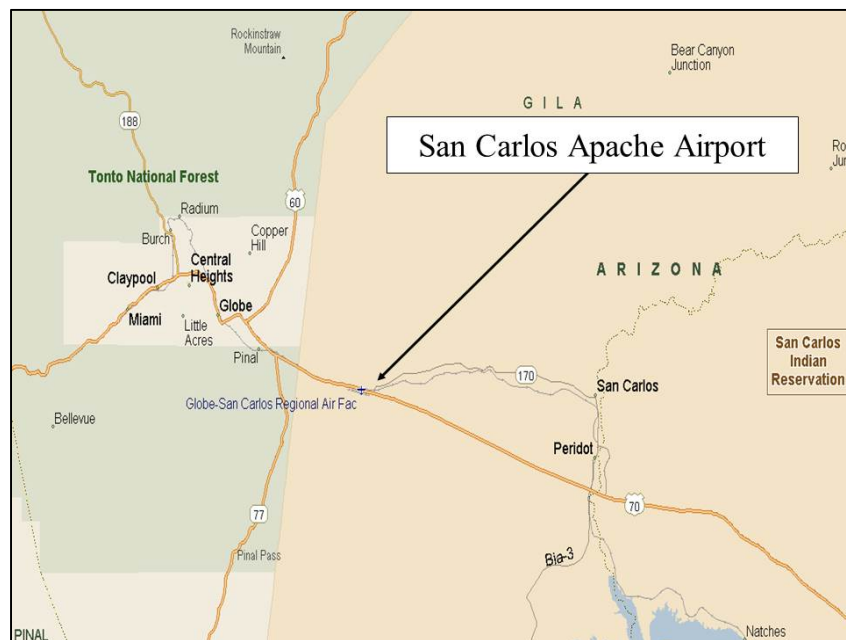 Rockinstraw
Mountain
Bear Canyon
Junction
GILA
188
San Carlos Apache Airport
Tonto National Forest
60
Radium
Burch
Copper
Hill
Central
Heights
ARIZONA
Claypool
Globe
Miami
Little
Acres
Pinal
San Carlos
Indian
Reservation
170
San Carlos
Globe-San Carlos Regional Air Fac
Bellevue
Peridot
70
77
Pinal Pass
Bia-3
PINAL
Natches